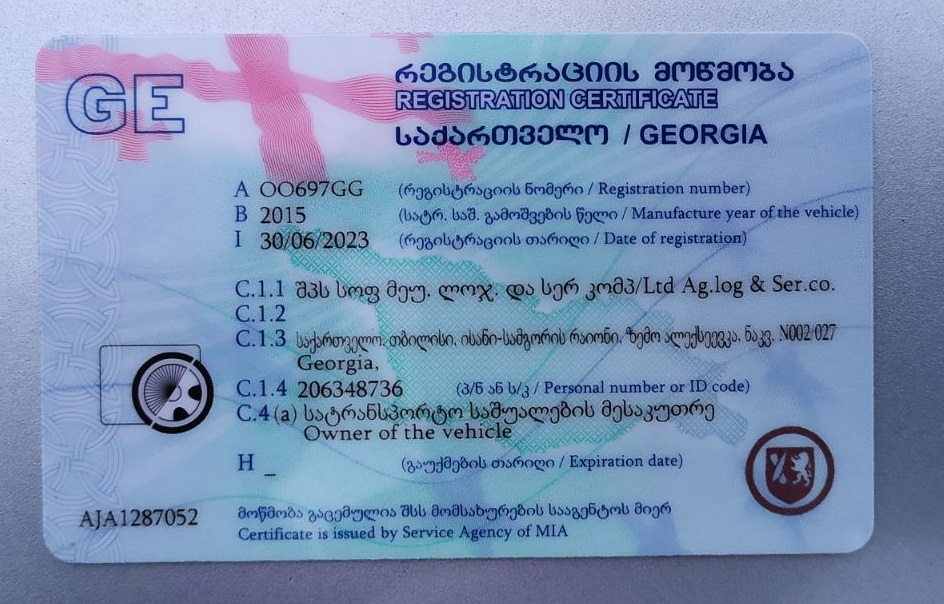 GE
რეგისტრაციის მოწმობა
REGISTRATION CERTIFICATE
საქართველო / GEORGIA
A OO697GG (რეგისტრაციის ნომერი / Registration number)
B 2015 (სატრ. საშ. გამოშვების წელი / Manufacture year of the vehicle)
I 30/06/2023 (რეგისტრაციის თარიღი / Date of registration)
C.1.1 შპს სოფ მეუ. ლოჯ. და სერ კომპ/Ltd Ag.log & Ser.co.
C.1.2
C.1.3 საქართველო, თბილისი, ისანი-სამგორის რაიონი, ზემო ალექსეევკა, ნაკვ. N002/027
Georgia,
C.1.4 206348736 (პ/ნ ან ს/კ / Personal number or ID code)
C.4 (a) სატრანსპორტო საშუალების მესაკუთრე
Owner of the vehicle
H _ (გაუქმების თარიღი / Expiration date)
AJA1287052
მოწმობა გაცემულია შსს მომსახურების სააგენტოს მიერ
Certificate is issued by Service Agency of MIA